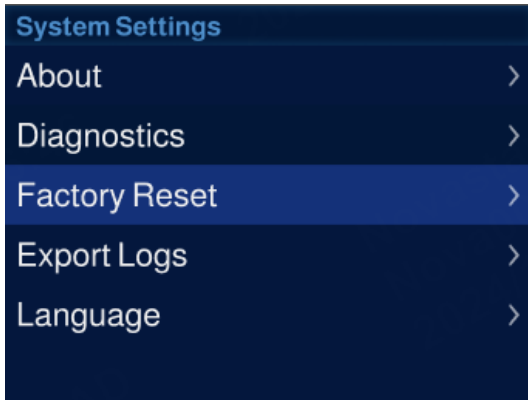 System Settings
About
Diagnostics
Factory Reset
Export Logs
Language